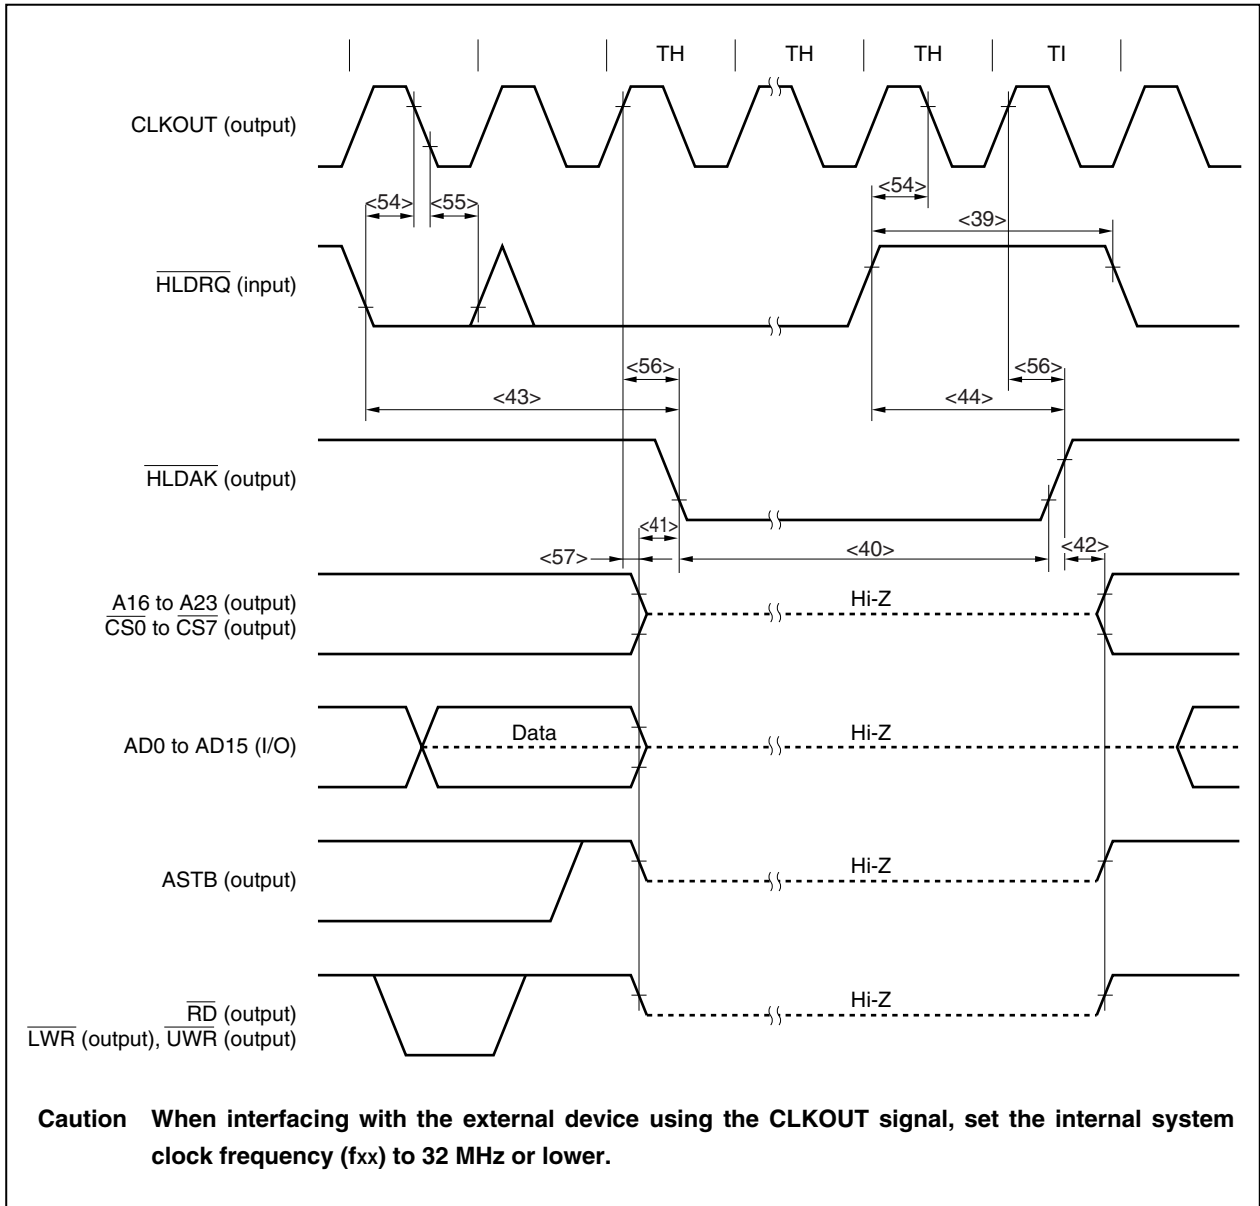 TH TH TH TI
CLKOUT (output)
<54>
<54> <55>
<39>
HLDRQ (input)
<56> <56>
<43> <44>
HLDAK (output)
<41>
<57> <40> <42>
A16 to A23 (output)
Hi-Z
CS0 to CS7 (output)
AD0 to AD15 (I/O) Data Hi-Z
ASTB (output) Hi-Z
RD (output) Hi-Z
LWR (output), UWR (output)
Caution When interfacing with the external device using the CLKOUT signal, set the internal system
clock frequency (fxx) to 32 MHz or lower.